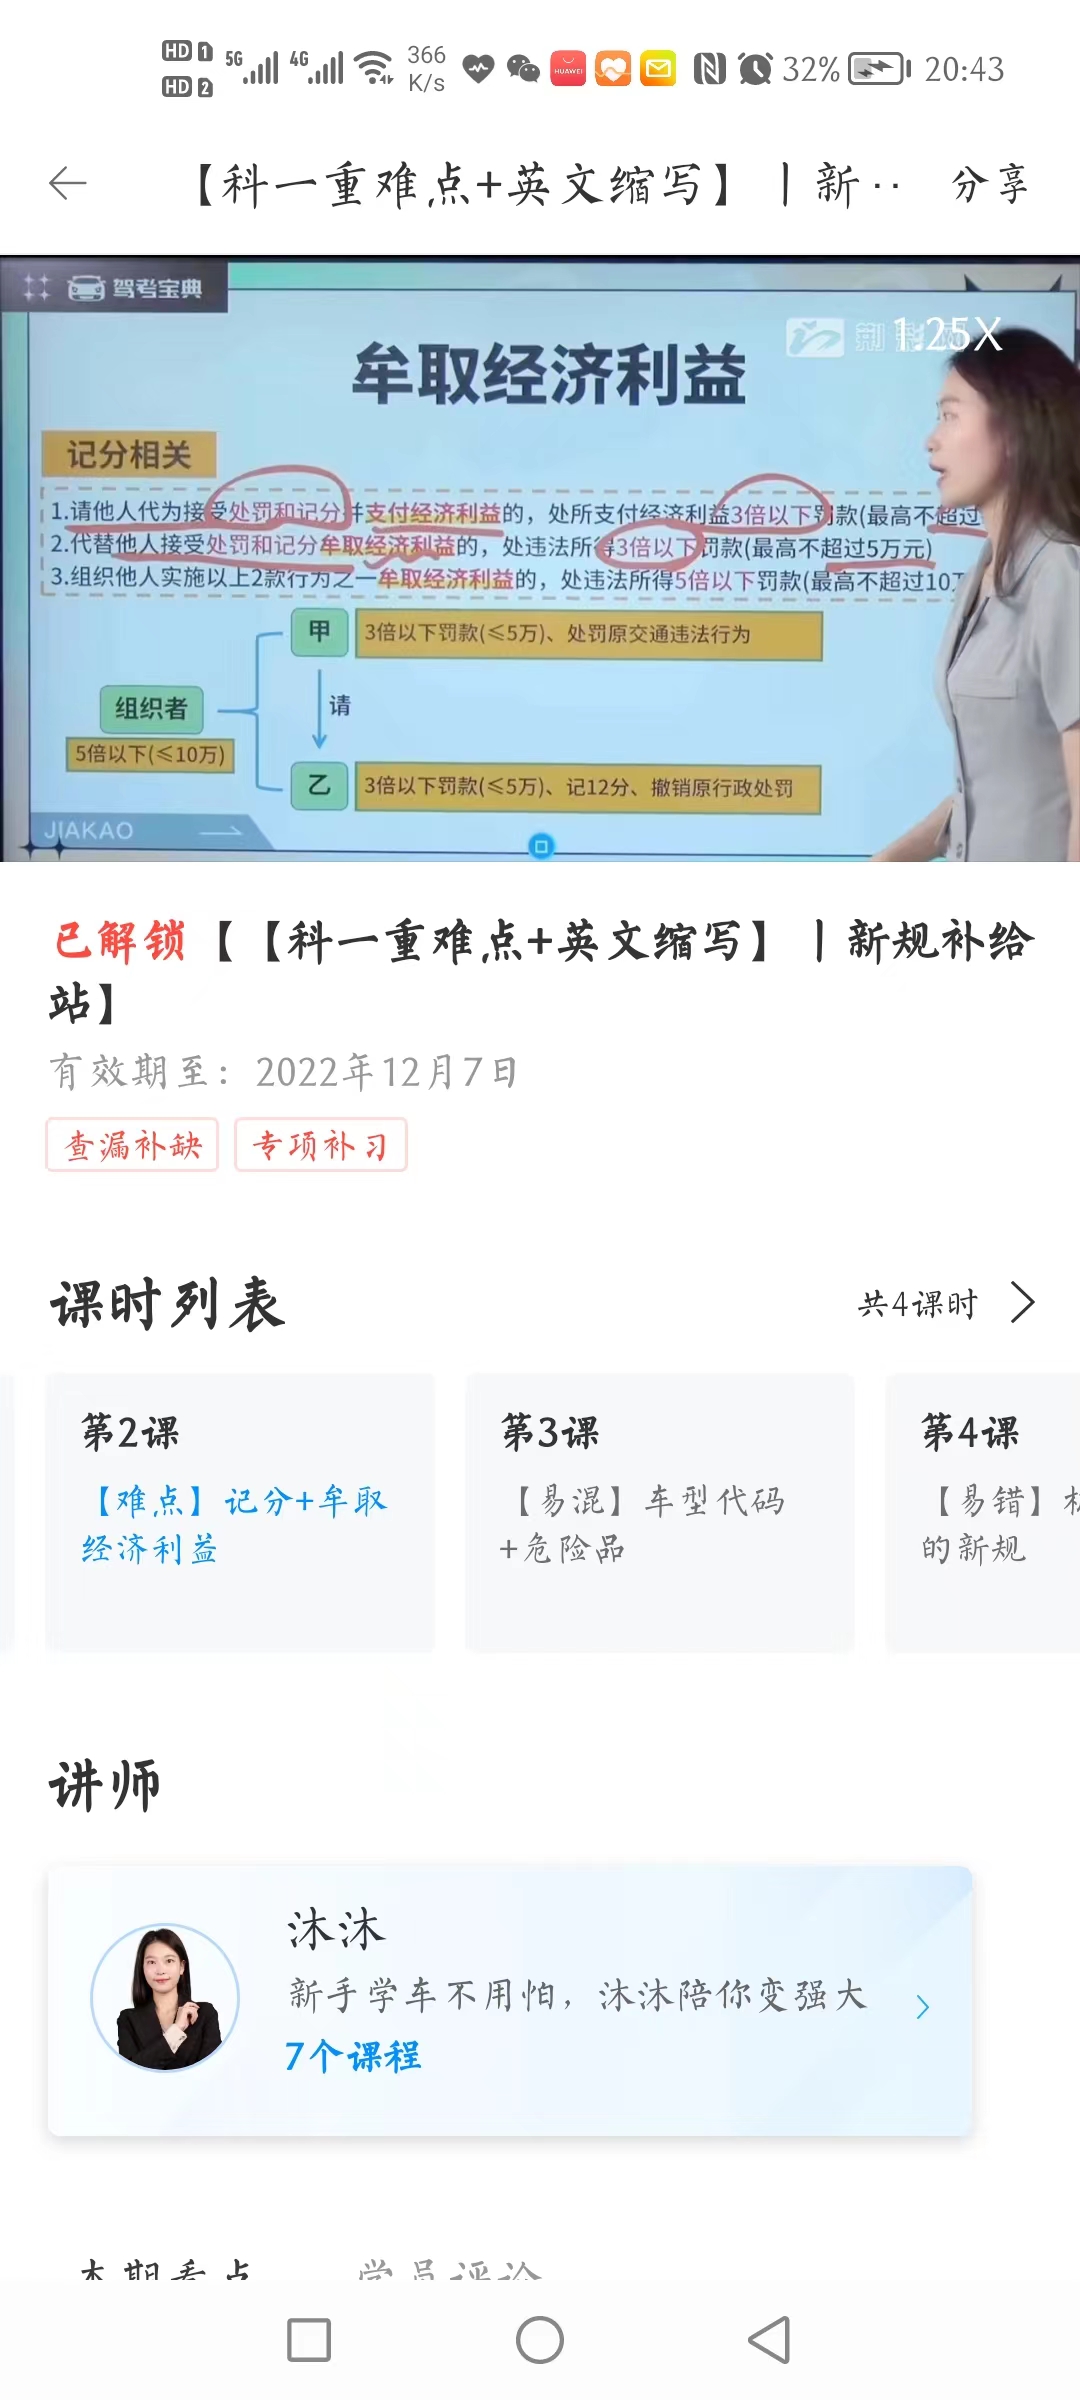 HD 1
HD 2
5G
4G
366
K/s
HUAWEI
32%
20:43
【科一重难点+英文缩写】丨新··
分享
驾考宝典
1.25X
牟取经济利益
记分相关
1.请他人代为接受处罚和记分并支付经济利益的，处所支付经济利益3倍以下罚款(最高不超过
2.代替他人接受处罚和记分牟取经济利益的，处违法所得3倍以下罚款(最高不超过5万元)
3.组织他人实施以上2款行为之一牟取经济利益的，处违法所得5倍以下罚款(最高不超过10
甲
3倍以下罚款(≤5万)、处罚原交通违法行为
请
组织者
5倍以下(≤10万)
乙
3倍以下罚款(≤5万)、记12分、撤销原行政处罚
JIAKAO
已解锁【【科一重难点+英文缩写】丨新规补给
站】
有效期至：2022年12月7日
查漏补缺
专项补习
课时列表
共4课时
第2课
【难点】记分+牟取
经济利益
第3课
【易混】车型代码
+危险品
第4课
【易错】
的新规
讲师
沐沐
新手学车不用怕，沐沐陪你变强大
7个课程
本期看点
学员评论